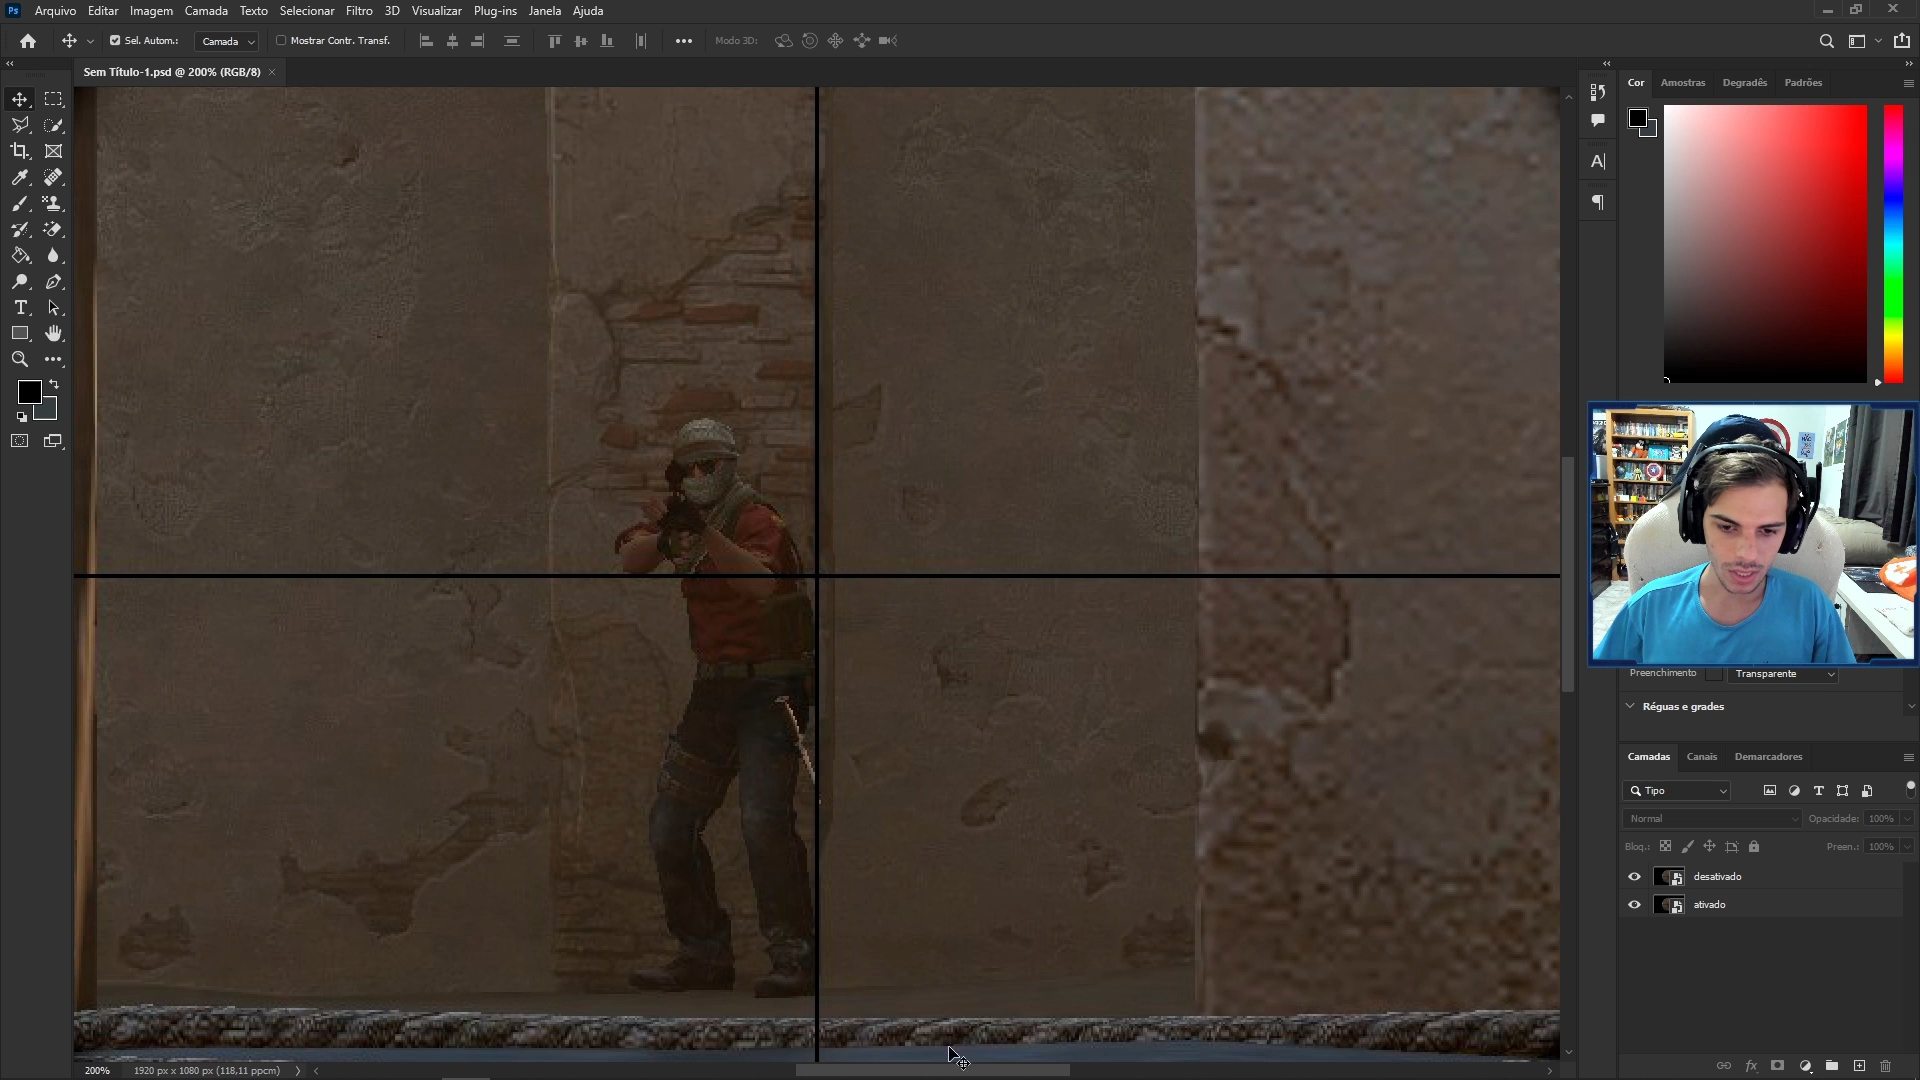 Ps Arquivo Editar Imagem Camada Texto Selecionar Filtro 3D Visualizar Plug-ins Janela Ajuda
Sel. Autom.: Camada Mostrar Contr. Transf. Modo 3D:
Sem Título-1.psd @ 200% (RGB/8)
Cor Amostras Degradês Padrões
Preenchimento Transparente
Réguas e grades
Camadas Canais Demarcadores
Tipo
Normal Opacidade: 100%
Bloq.: Preen.: 100%
desativado
ativado
200% 1920 px x 1080 px (118,11 ppcm)